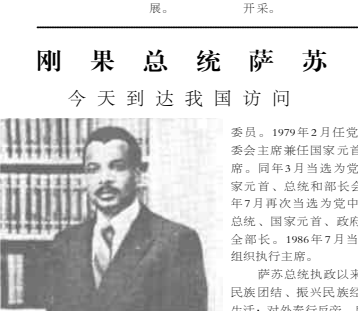 展。 开采。
刚果总统萨苏
今天到达我国访问
委员。1979年2月任党
委会主席兼任国家元首
席。同年3月当选为党
家元首、总统和部长会
年7月再次当选为党中
总统、国家元首、政府
全部长。1986年7月当
组织执行主席。
萨苏总统执政以来
民族团结、振兴民族经